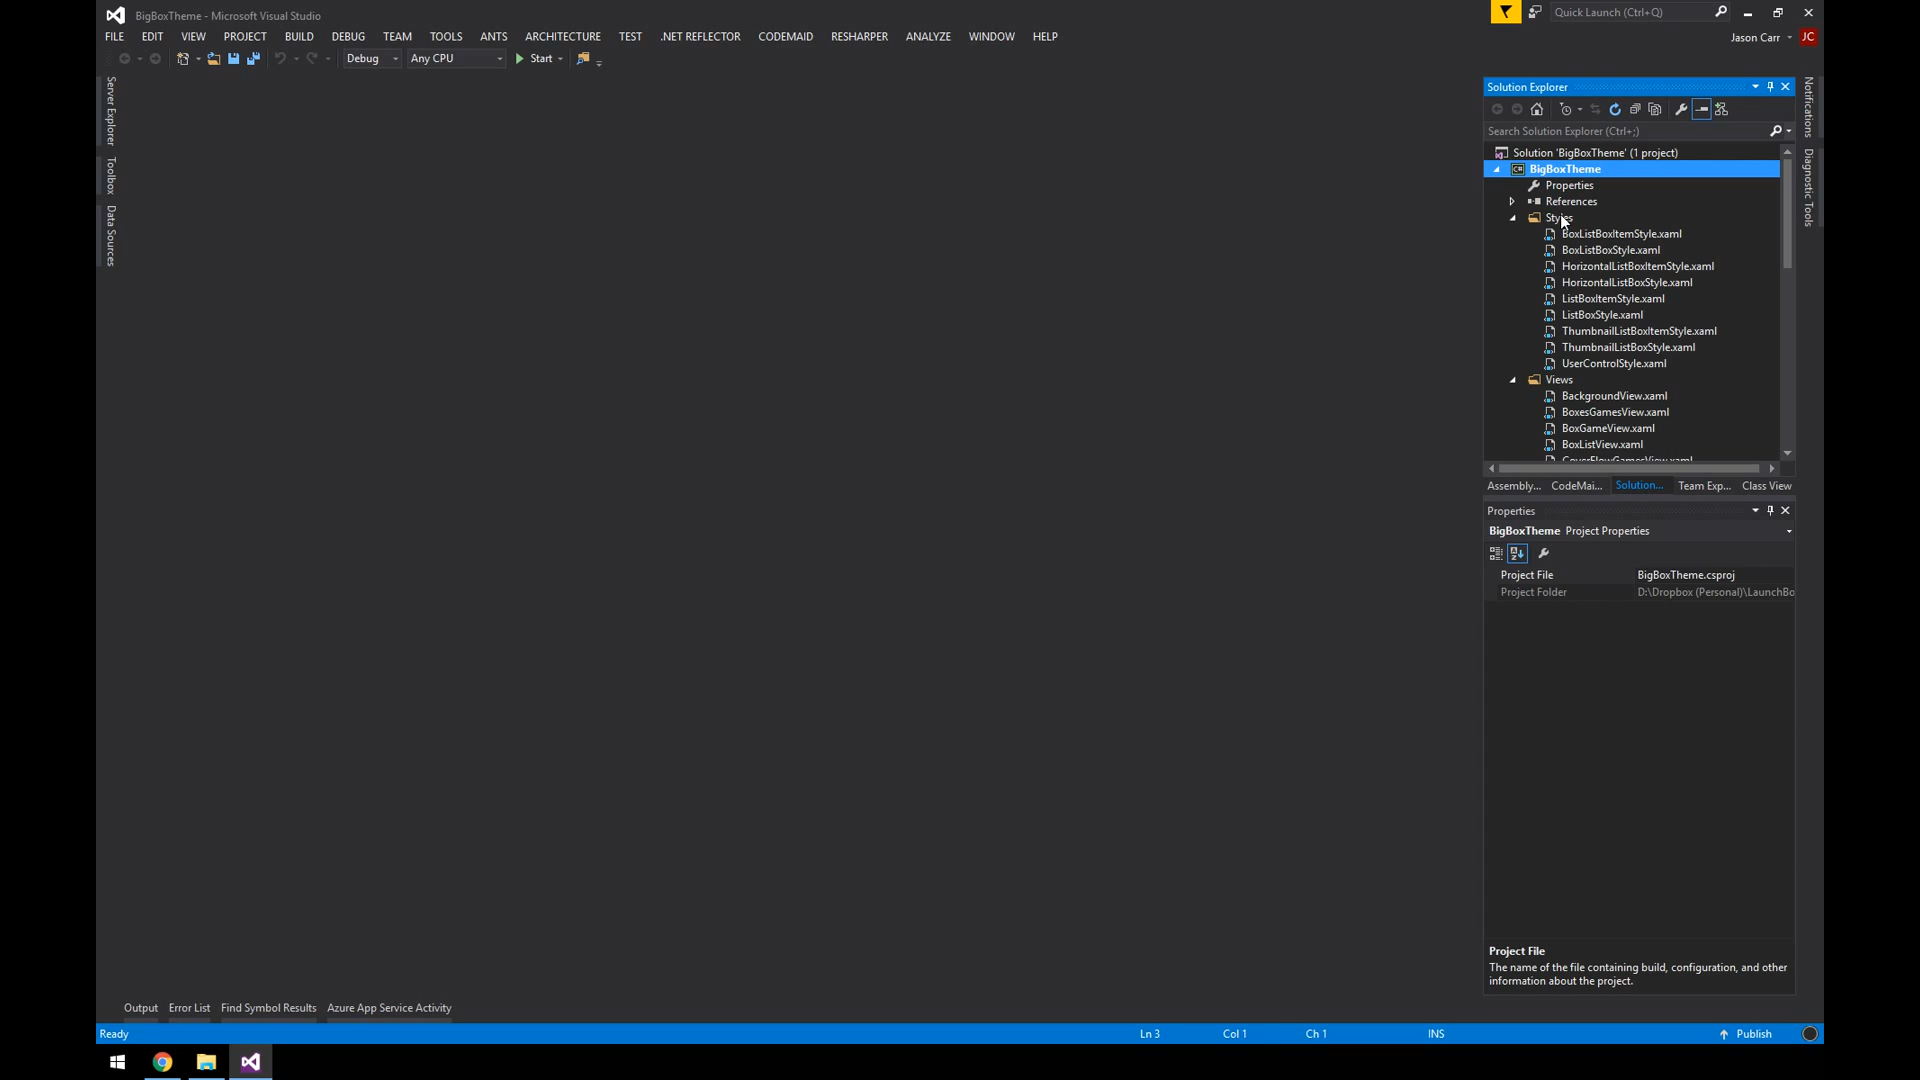 BigBoxTheme - Microsoft Visual Studio
Quick Launch (Ctrl+Q)
FILE EDIT VIEW PROJECT BUILD DEBUG TEAM TOOLS ANTS ARCHITECTURE TEST .NET REFLECTOR CODEMAID RESHARPER ANALYZE WINDOW HELP
Jason Carr JC
Debug Any CPU Start
Server Explorer
Toolbox
Data Sources
Solution Explorer
Search Solution Explorer (Ctrl+;)
Solution 'BigBoxTheme' (1 project)
BigBoxTheme
Properties
References
Styles
BoxListBoxItemStyle.xaml
BoxListBoxStyle.xaml
HorizontalListBoxItemStyle.xaml
HorizontalListBoxStyle.xaml
ListBoxItemStyle.xaml
ListBoxStyle.xaml
ThumbnailListBoxItemStyle.xaml
ThumbnailListBoxStyle.xaml
UserControlStyle.xaml
Views
BackgroundView.xaml
BoxesGamesView.xaml
BoxGameView.xaml
BoxListView.xaml
CoverFlowGamesView.xaml
Assembly... CodeMai... Solution... Team Exp... Class View
Notifications
Diagnostic Tools
Properties
BigBoxTheme Project Properties
Project File BigBoxTheme.csproj
Project Folder D:\Dropbox (Personal)\LaunchBo
Project File
The name of the file containing build, configuration, and other
information about the project.
Output Error List Find Symbol Results Azure App Service Activity
Ready Ln 3 Col 1 Ch 1 INS Publish